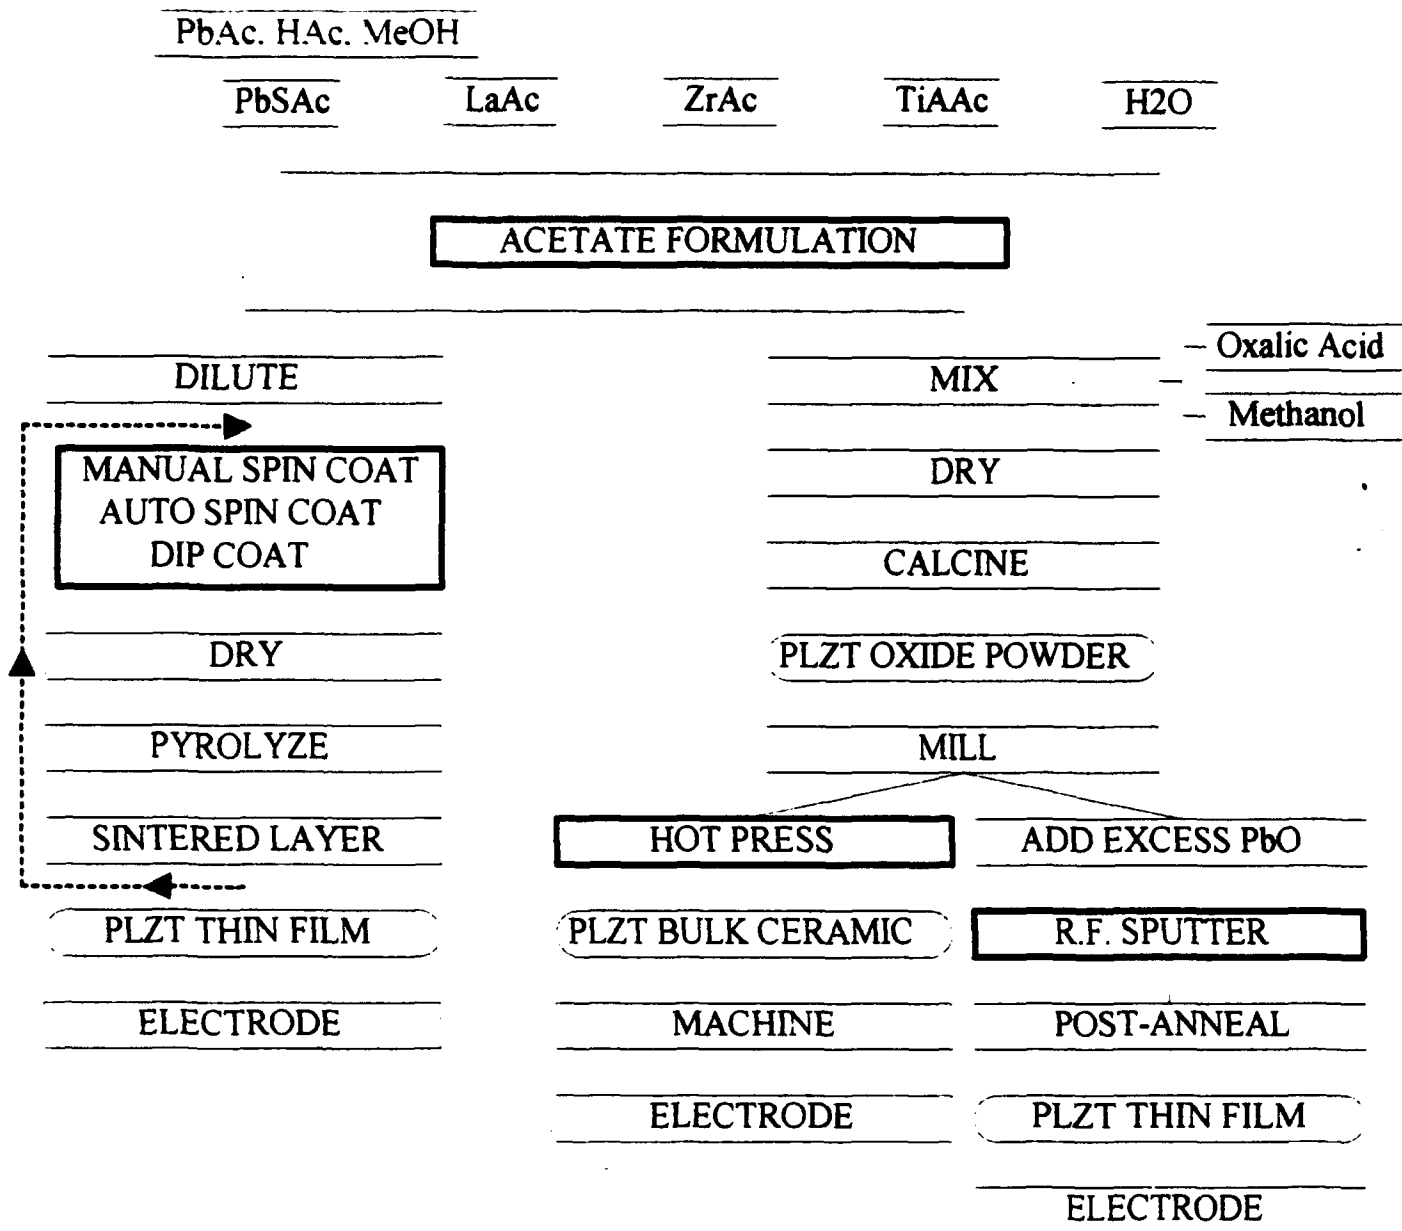 PbAc. HAc. MeOH
PbSAc LaAc ZrAc TiAAc H2O
ACETATE FORMULATION
Oxalic Acid
DILUTE MIX
Methanol
MANUAL SPIN COAT DRY
AUTO SPIN COAT
DIP COAT CALCINE
DRY PLZT OXIDE POWDER
PYROLYZE MILL
SINTERED LAYER HOT PRESS ADD EXCESS PbO
PLZT THIN FILM PLZT BULK CERAMIC R.F. SPUTTER
ELECTRODE MACHINE POST-ANNEAL
ELECTRODE PLZT THIN FILM
ELECTRODE